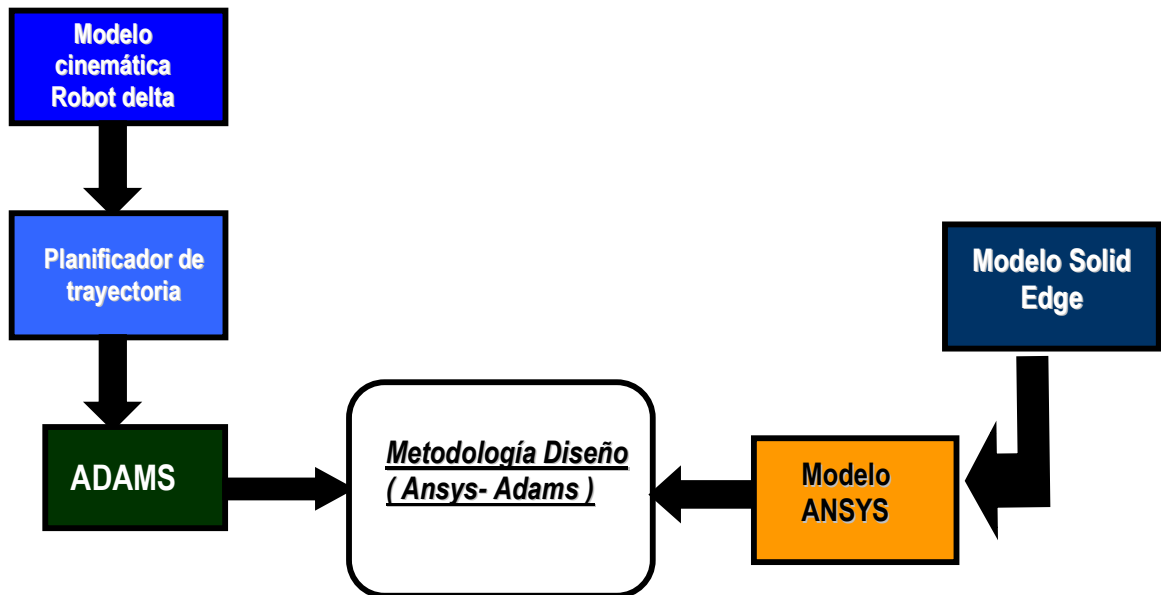 Modelo
cinemática
Robot delta
Planificador de
trayectoria
Modelo Solid
Edge
ADAMS
Metodología Diseño
( Ansys- Adams )
Modelo
ANSYS